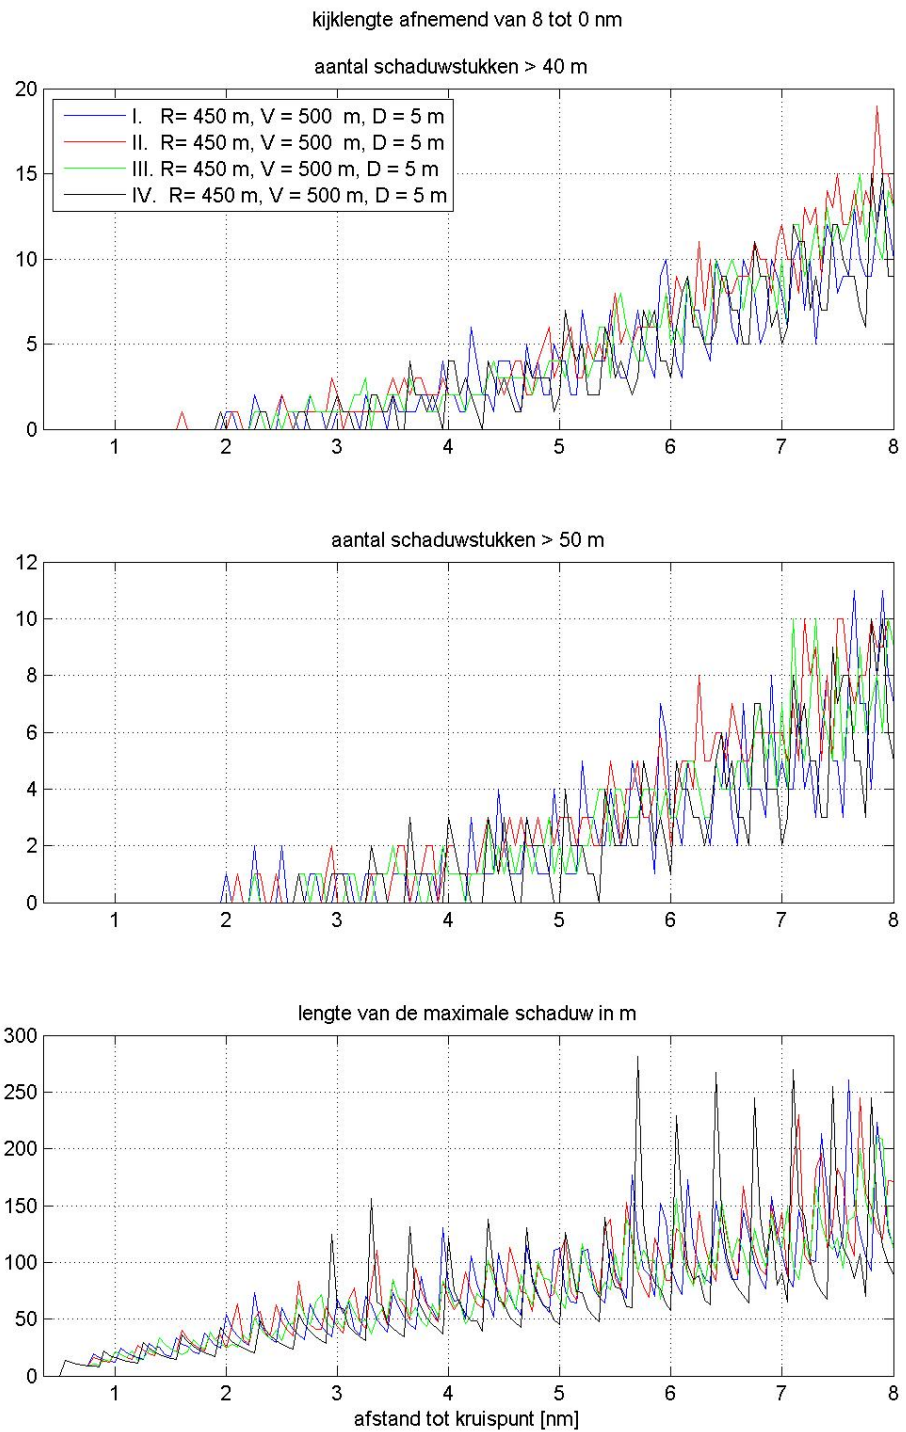 kijklengte afnemend van 8 tot 0 nm
aantal schaduwstukken > 40 m
20
15
10
5
0
I. R= 450 m, V = 500 m, D = 5 m
II. R= 450 m, V = 500 m, D = 5 m
III. R= 450 m, V = 500 m, D = 5 m
IV. R= 450 m, V = 500 m, D = 5 m
1 2 3 4 5 6 7 8
aantal schaduwstukken > 50 m
12
10
8
6
4
2
0
1 2 3 4 5 6 7 8
lengte van de maximale schaduw in m
300
250
200
150
100
50
0
1 2 3 4 5 6 7 8
afstand tot kruispunt [nm]